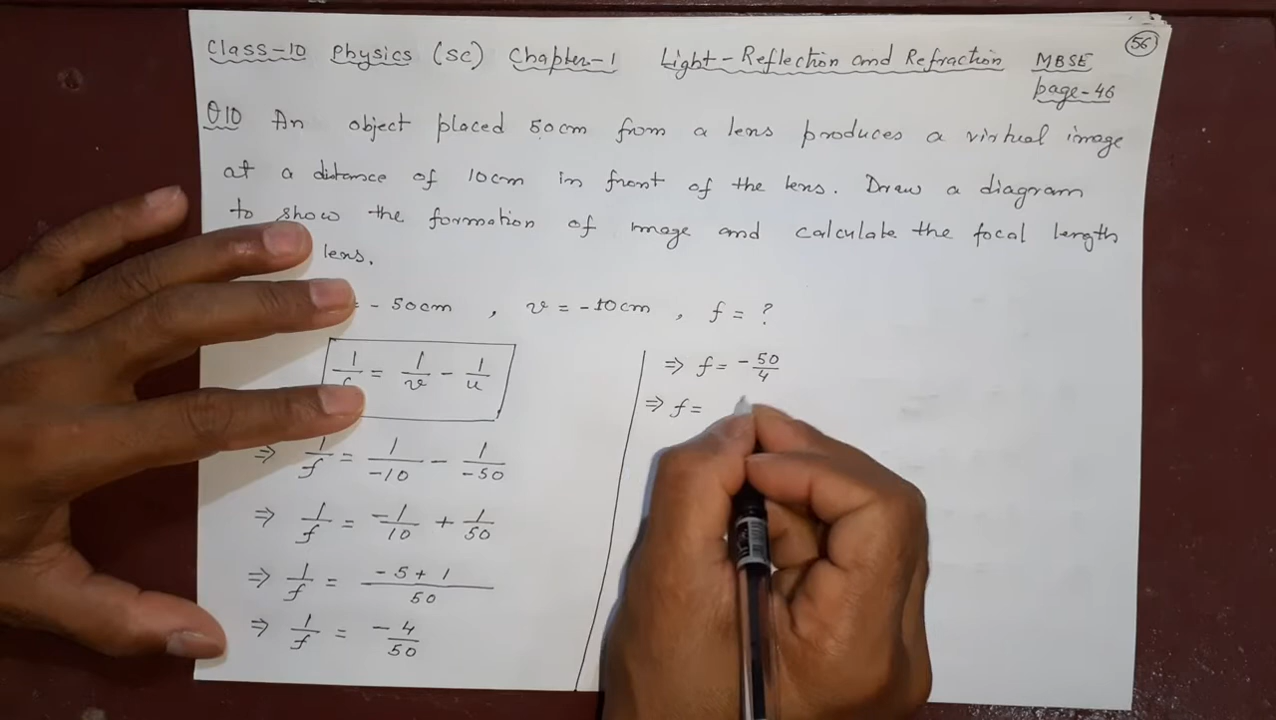 56
Class-10 Physics (SC) Chapter-1 Light-Reflection and Refraction MBSE
page-46
Q10 An object placed 50cm from a lens produces a virtual image
at a distance of 10cm in front of the lens. Draw a diagram
to show the formation of image and calculate the focal length
lens.
= -50cm , v = -10cm , f = ?
1/f = 1/v - 1/u
⇒ 1/f = 1/-10 - 1/-50
⇒ 1/f = -1/10 + 1/50
⇒ 1/f = -5+1/50
⇒ 1/f = -4/50
⇒ f = -50/4
⇒ f =